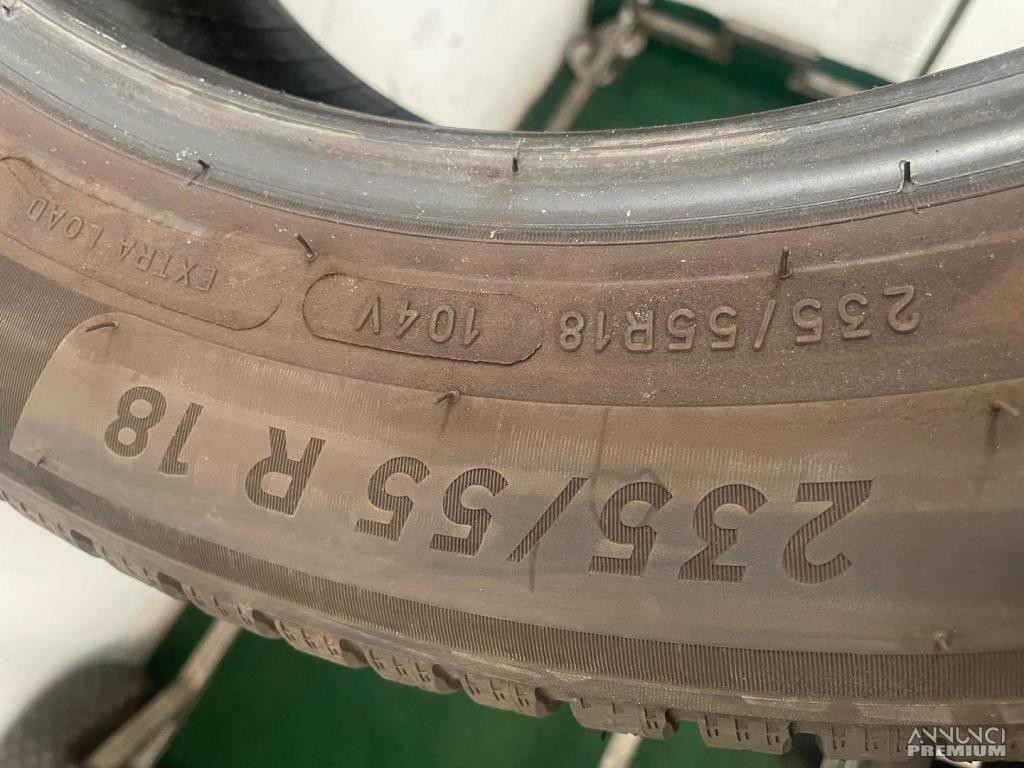 235/55R18 104V EXTRA LOAD
235/55 R 18
ANNUNCI
PREMIUM